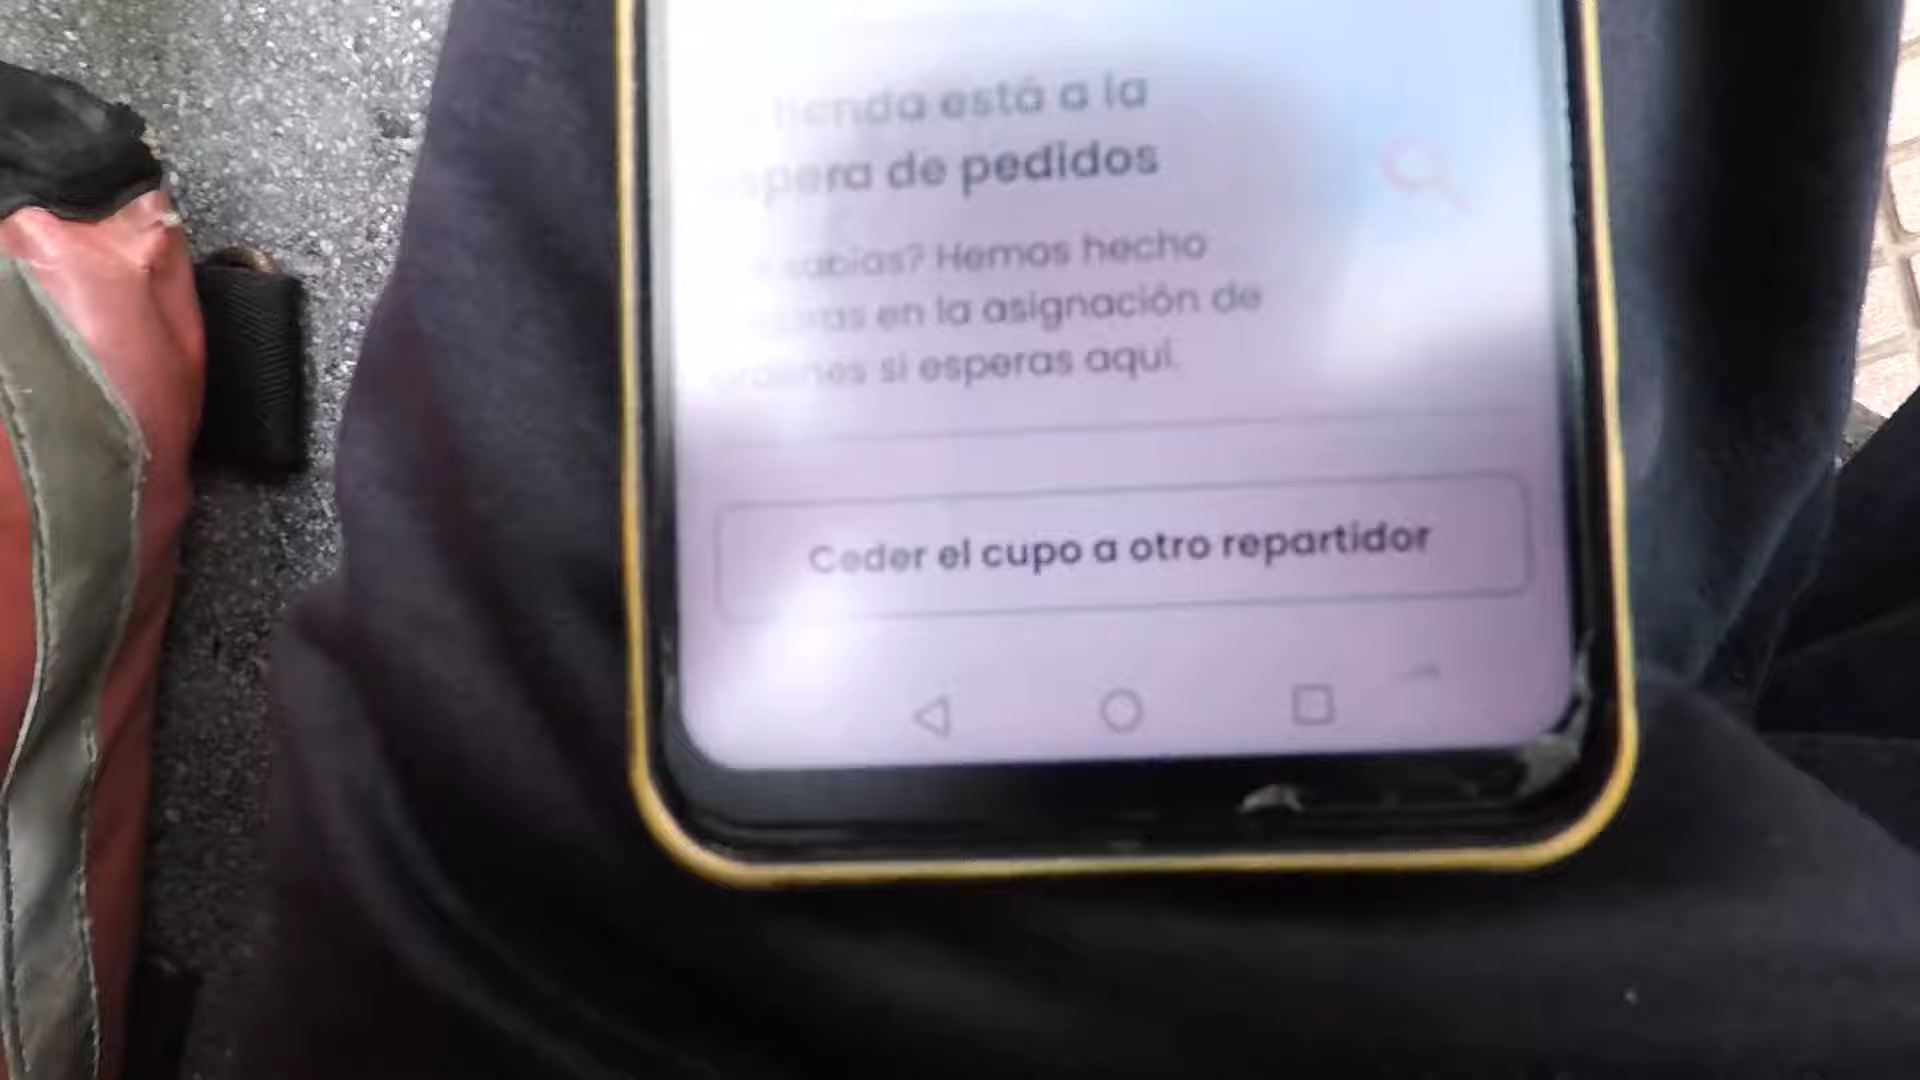 tienda está a la
espera de pedidos
sabías? Hemos hecho
en la asignación de
si esperas aquí.
Ceder el cupo a otro repartidor